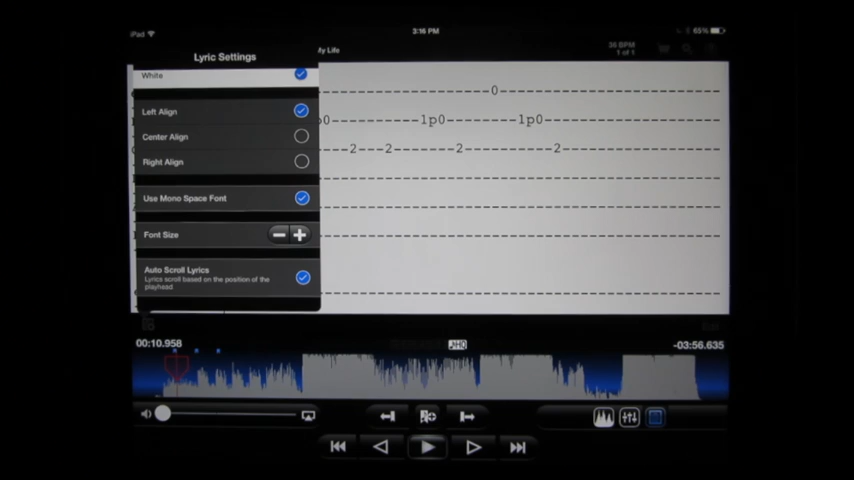 iPad
3:16 PM
65%
Lyric Settings
My Life
30 BPM
1 of 1
White
Left Align
Center Align
Right Align
Use Mono Space Font
Font Size
Auto Scroll Lyrics
Lyrics scroll based on the position of the
playhead
0
p0 1p0 1p0
2 2 2 2
00:10.958
HQ
-03:56.635